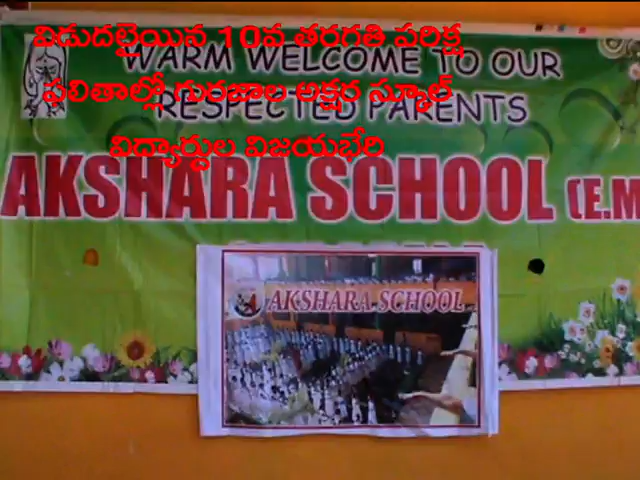 విడుదలైయిన 10వ తరగతి పరిక్ష
WARM WELCOME TO OUR
ఫలితాల్లో గురజాల అక్షర స్కూల్
RESPECTED PARENTS
విద్యార్దుల విజయభేరి
AKSHARA SCHOOL (E.M
AKSHARA SCHOOL